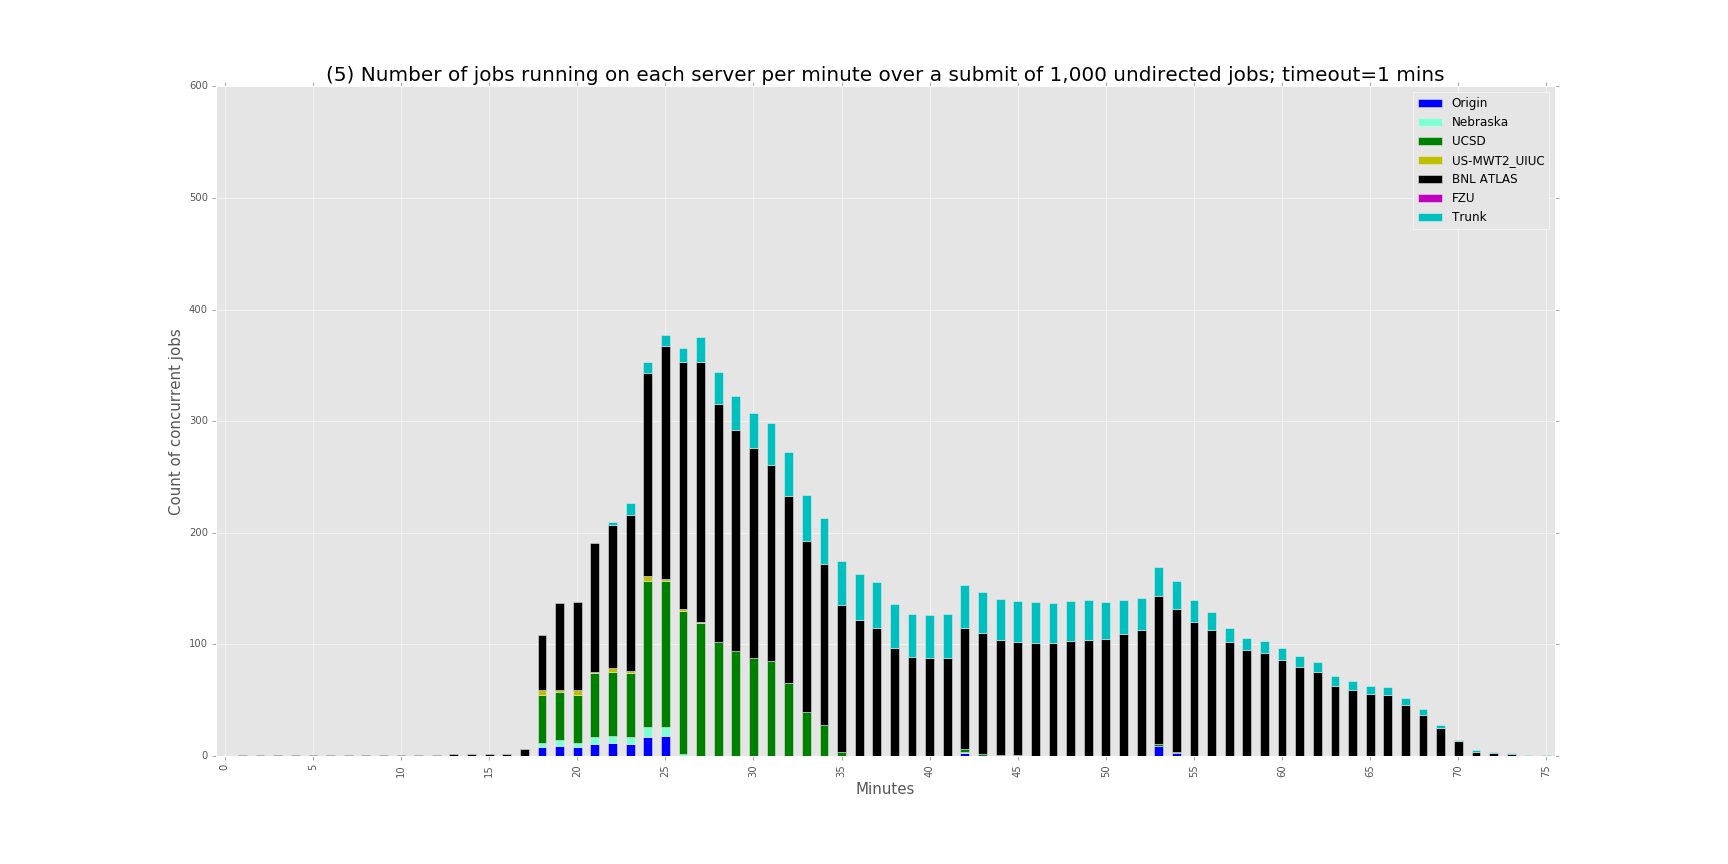 (5) Number of jobs running on each server per minute over a submit of 1,000 undirected jobs; timeout=1 mins
600
500
400
300
200
100
0
Count of concurrent jobs
Origin
Nebraska
UCSD
US-MWT2_UIUC
BNL ATLAS
FZU
Trunk
0
5
10
15
20
25
30
35
40
45
50
55
60
65
70
75
Minutes